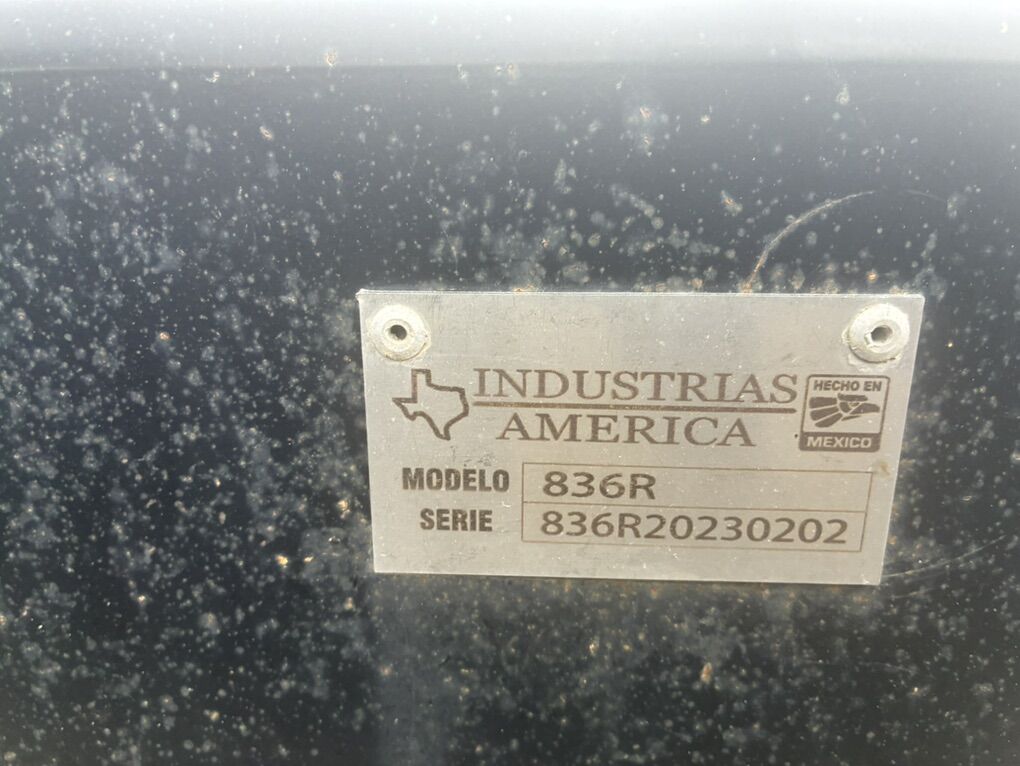 INDUSTRIAS
AMERICA
HECHO EN
MEXICO
MODELO 836R
SERIE 836R20230202